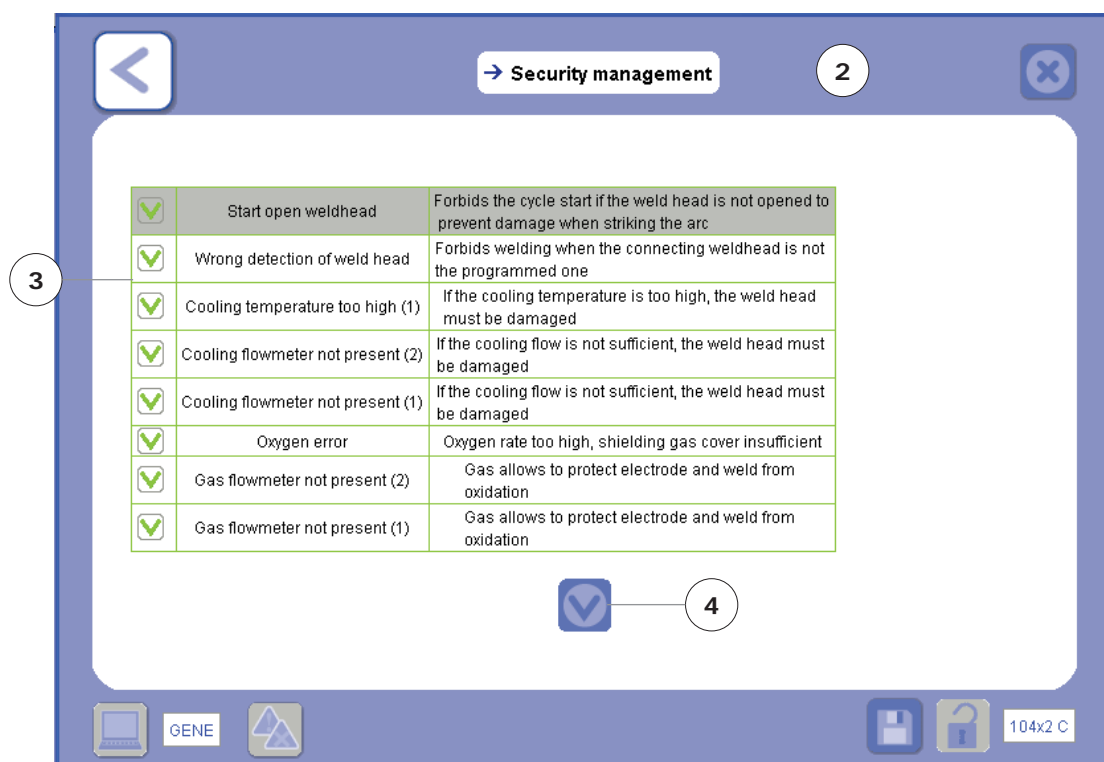 → Security management
2
Start open weldhead
Forbids the cycle start if the weld head is not opened to
prevent damage when striking the arc
3
Wrong detection of weld head
Forbids welding when the connecting weldhead is not
the programmed one
Cooling temperature too high (1)
If the cooling temperature is too high, the weld head
must be damaged
Cooling flowmeter not present (2)
If the cooling flow is not sufficient, the weld head must
be damaged
Cooling flowmeter not present (1)
If the cooling flow is not sufficient, the weld head must
be damaged
Oxygen error
Oxygen rate too high, shielding gas cover insufficient
Gas flowmeter not present (2)
Gas allows to protect electrode and weld from
oxidation
Gas flowmeter not present (1)
Gas allows to protect electrode and weld from
oxidation
4
GENE
104x2 C